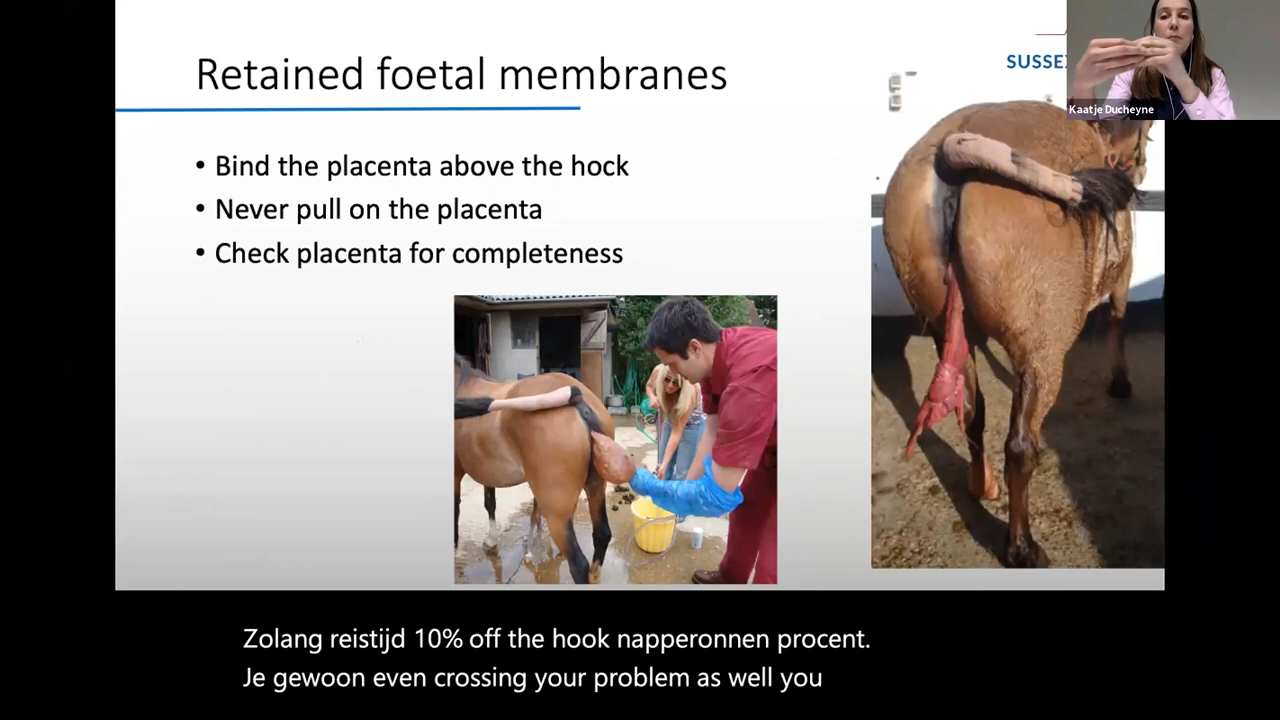 Retained foetal membranes
SUSSE
Kaatje Ducheyne
• Bind the placenta above the hock
• Never pull on the placenta
• Check placenta for completeness
Zolang reistijd 10% off the hook napperonnen procent.
Je gewoon even crossing your problem as well you